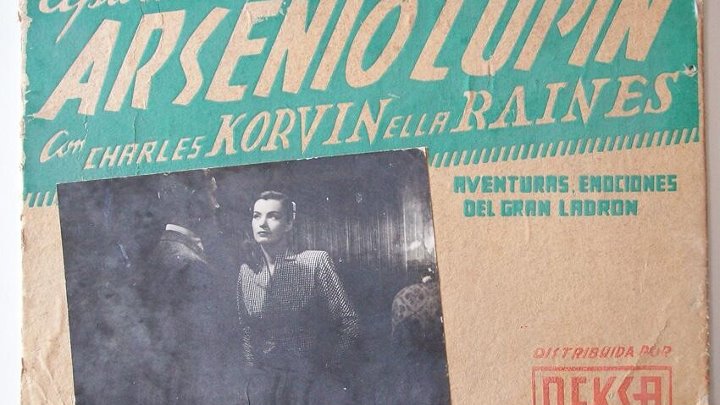 ARSENIO LUPIN
Con CHARLES KORVIN ELLA RAINES
AVENTURAS, EMOCIONES
DEL GRAN LADRON
DISTRIBUIDA POR